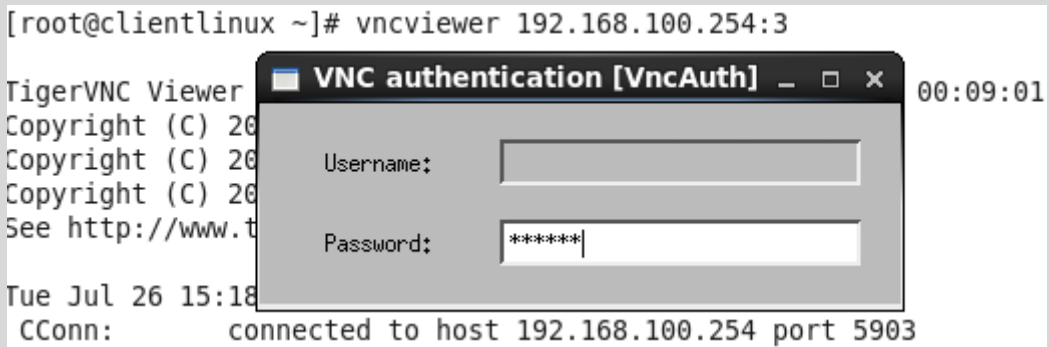 [root@clientlinux ~]# vncviewer 192.168.100.254:3
VNC authentication [VncAuth]
TigerVNC Viewer 00:09:01
Copyright (C) 20
Copyright (C) 20
Copyright (C) 20
See http://www.t
Username:
Password: ******
Tue Jul 26 15:18
CConn: connected to host 192.168.100.254 port 5903